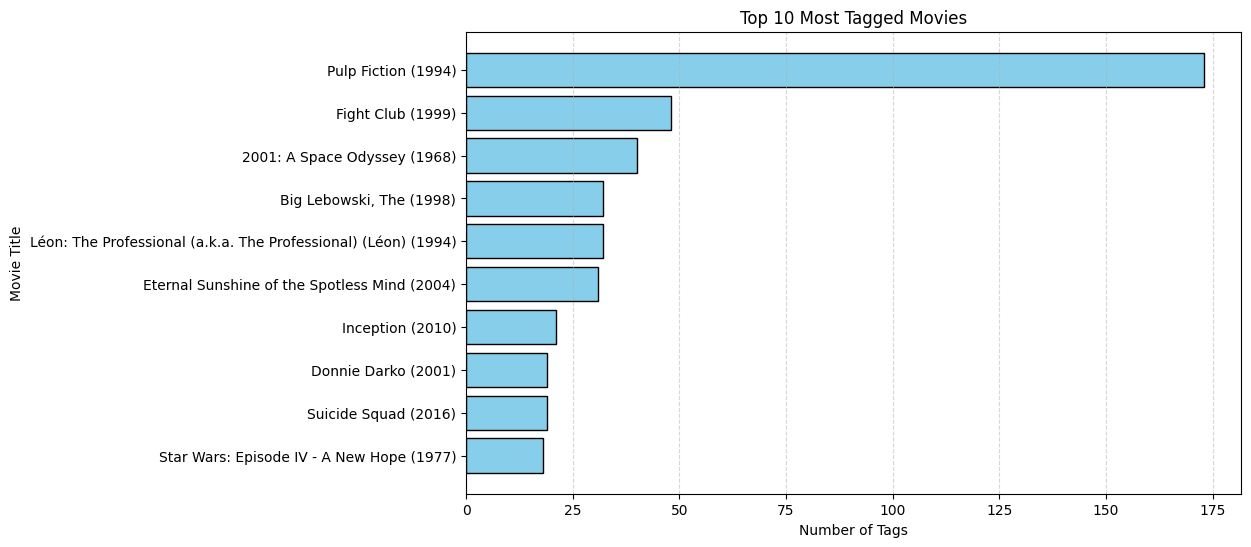 Top 10 Most Tagged Movies
Movie Title
Pulp Fiction (1994)
Fight Club (1999)
2001: A Space Odyssey (1968)
Big Lebowski, The (1998)
Léon: The Professional (a.k.a. The Professional) (Léon) (1994)
Eternal Sunshine of the Spotless Mind (2004)
Inception (2010)
Donnie Darko (2001)
Suicide Squad (2016)
Star Wars: Episode IV - A New Hope (1977)
0 25 50 75 100 125 150 175
Number of Tags